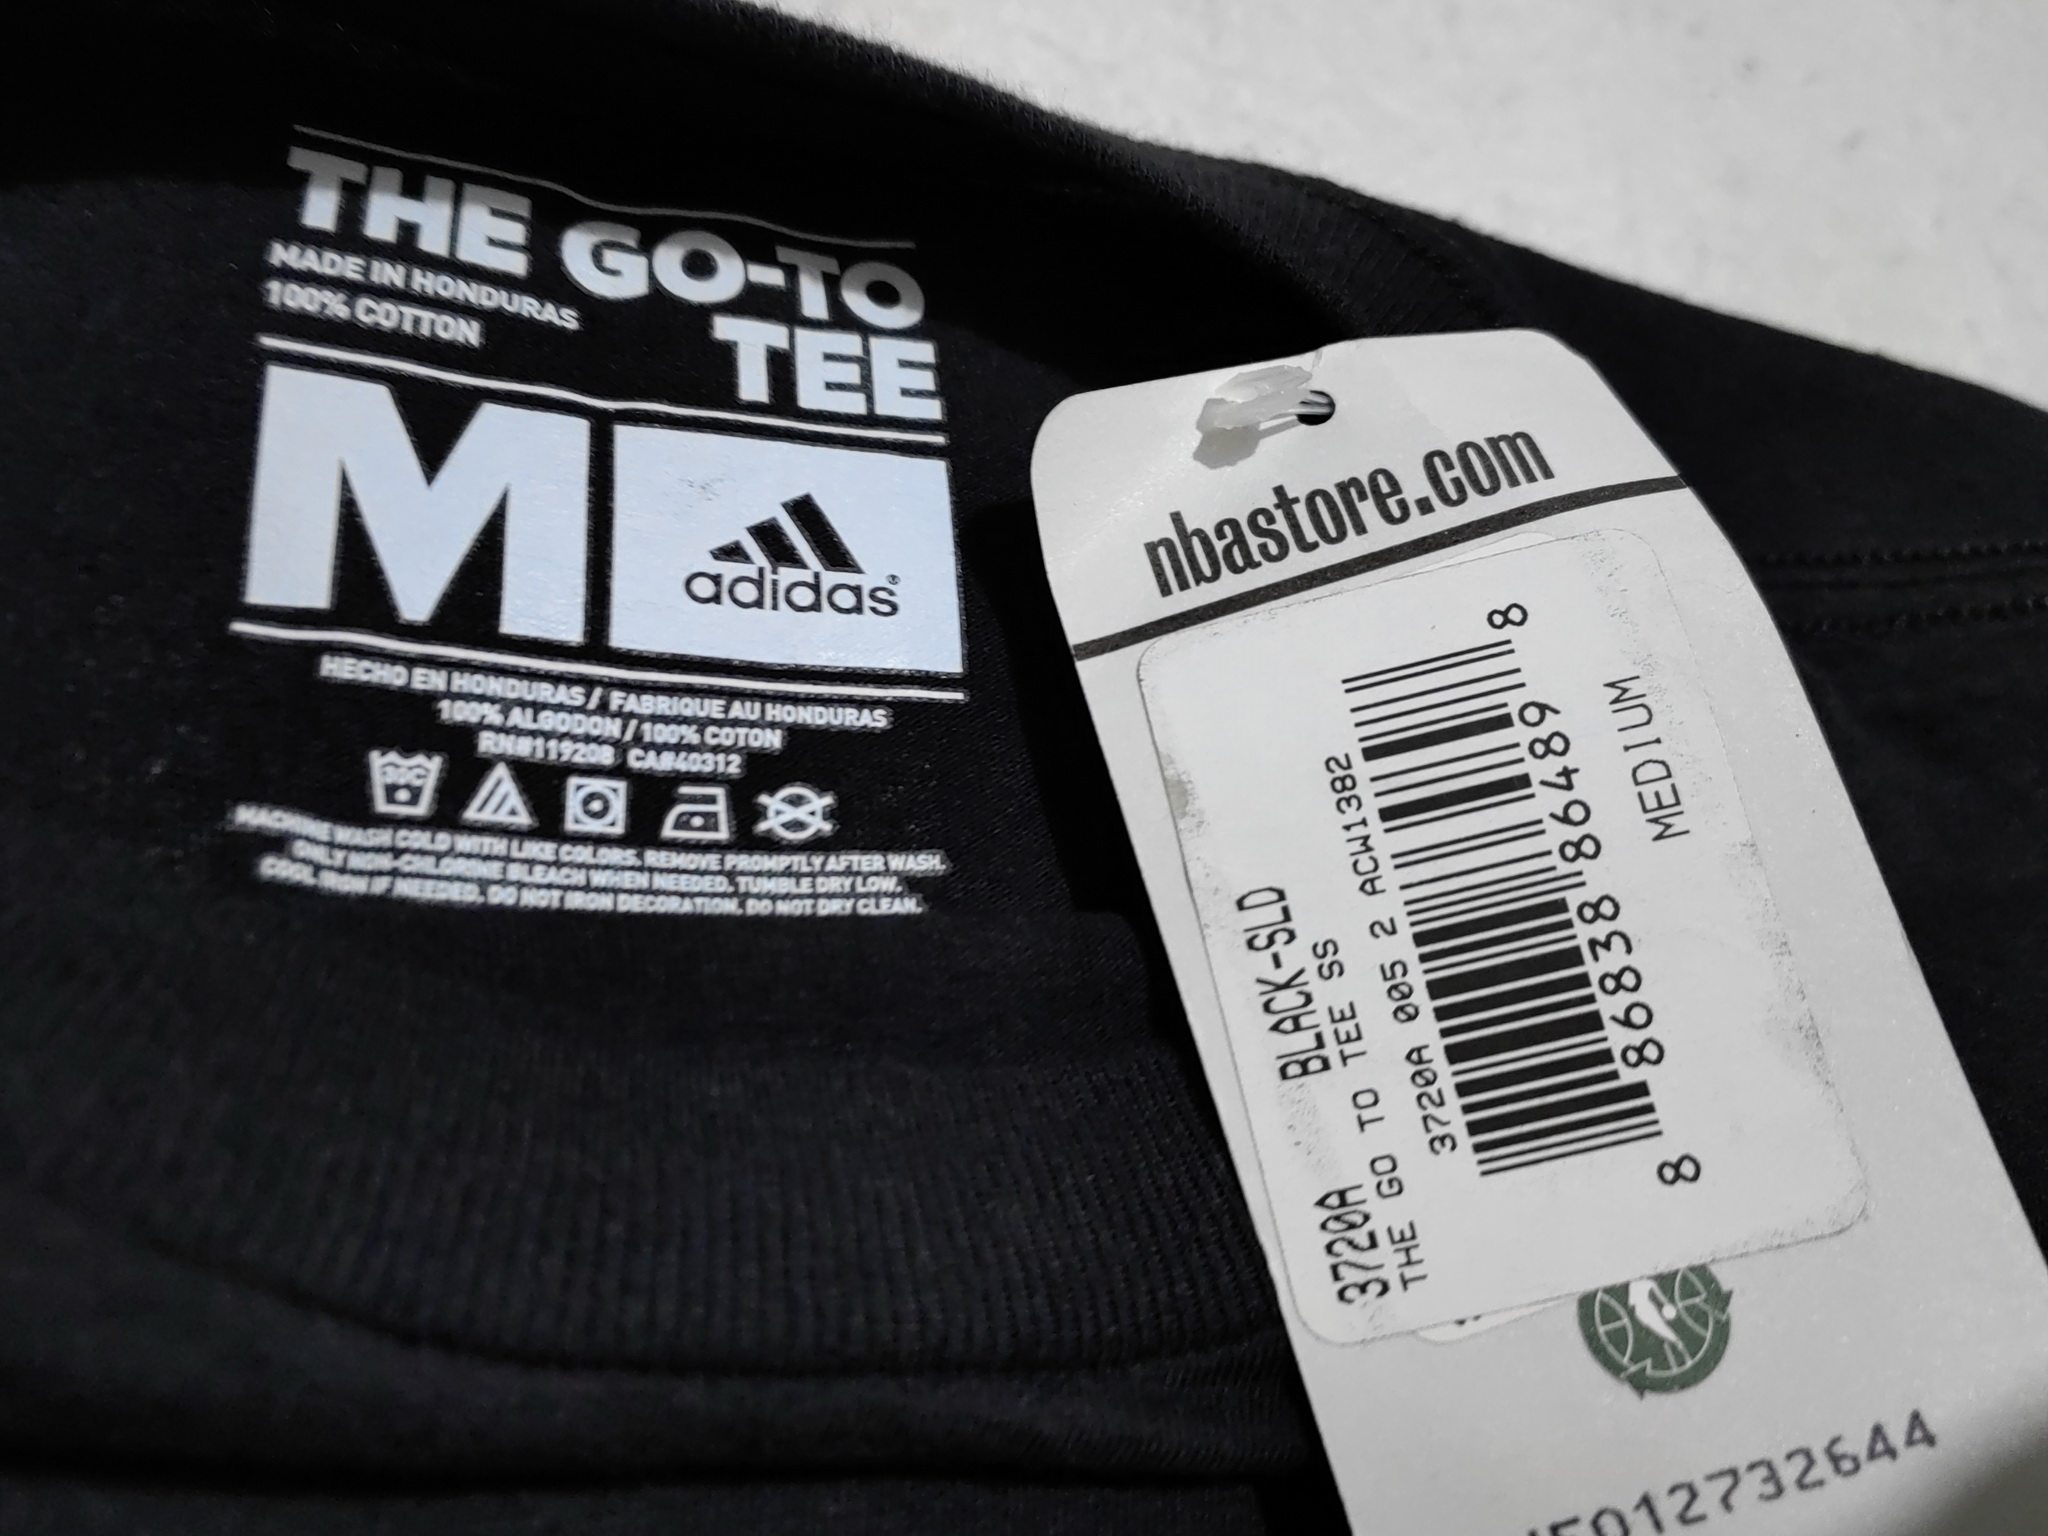 THE GO-TO
TEE
MADE IN HONDURAS
100% COTTON
M
adidas
HECHO EN HONDURAS / FABRIQUE AU HONDURAS
100% ALGODON / 100% COTON
RN#119208 CA#40312
30C
MACHINE WASH COLD WITH LIKE COLORS. REMOVE PROMPTLY AFTER WASH.
ONLY NON-CHLORINE BLEACH WHEN NEEDED. TUMBLE DRY LOW.
COOL IRON IF NEEDED. DO NOT IRON DECORATION. DO NOT DRY CLEAN.
nbastore.com
3720A BLACK-SLD
THE GO TO TEE SS
3720A 005 2 ACW1382
8 86838 86489 8
MEDIUM
012732644